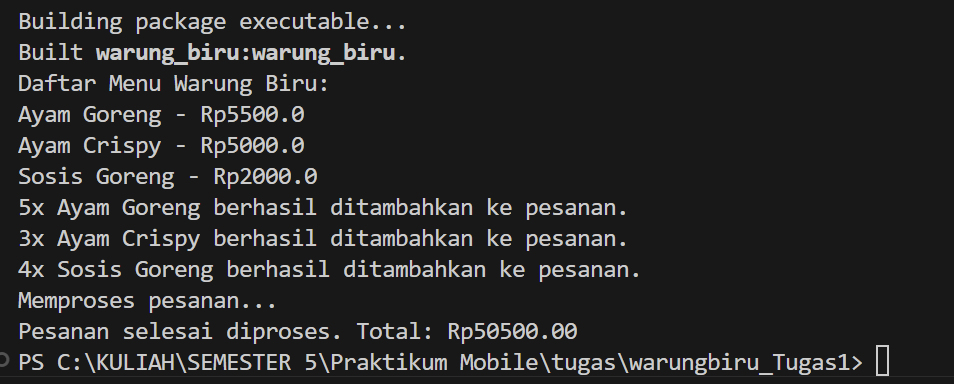 Building package executable...
Built warung_biru:warung_biru.
Daftar Menu Warung Biru:
Ayam Goreng - Rp5500.0
Ayam Crispy - Rp5000.0
Sosis Goreng - Rp2000.0
5x Ayam Goreng berhasil ditambahkan ke pesanan.
3x Ayam Crispy berhasil ditambahkan ke pesanan.
4x Sosis Goreng berhasil ditambahkan ke pesanan.
Memproses pesanan...
Pesanan selesai diproses. Total: Rp50500.00
PS C:\KULIAH\SEMESTER 5\Praktikum Mobile\tugas\warungbiru_Tugas1>